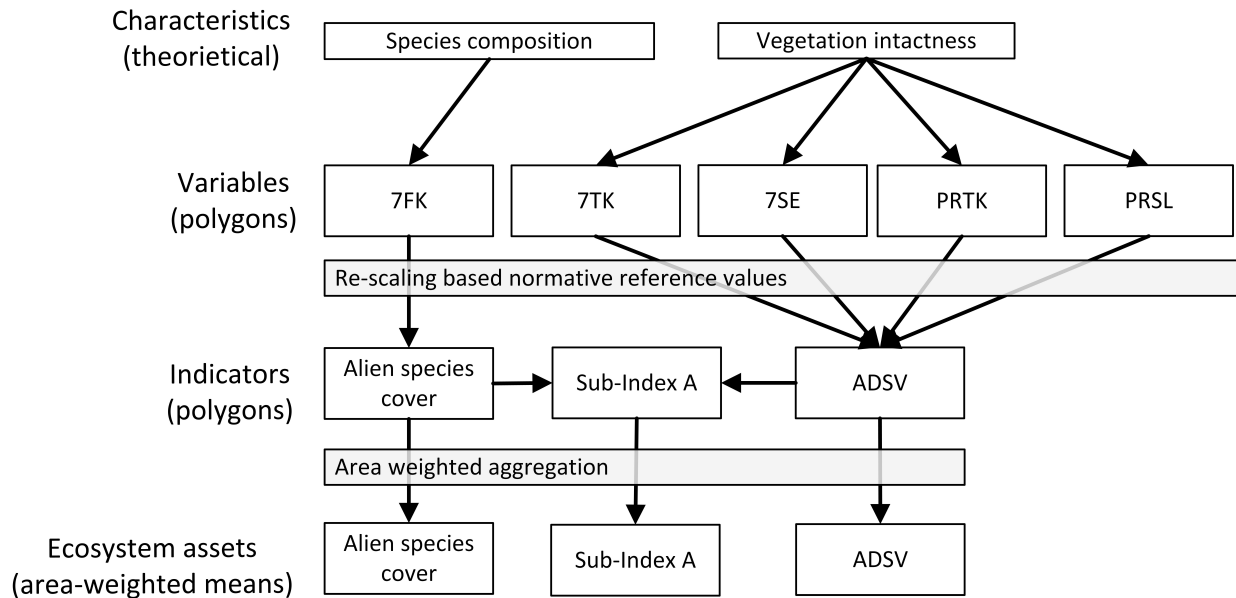 Characteristics
(theorietical)
Species composition
Vegetation intactness
Variables
(polygons)
7FK
7TK
7SE
PRTK
PRSL
Re-scaling based normative reference values
Indicators
(polygons)
Alien species
cover
Sub-Index A
ADSV
Area weighted aggregation
Ecosystem assets
(area-weighted means)
Alien species
cover
Sub-Index A
ADSV